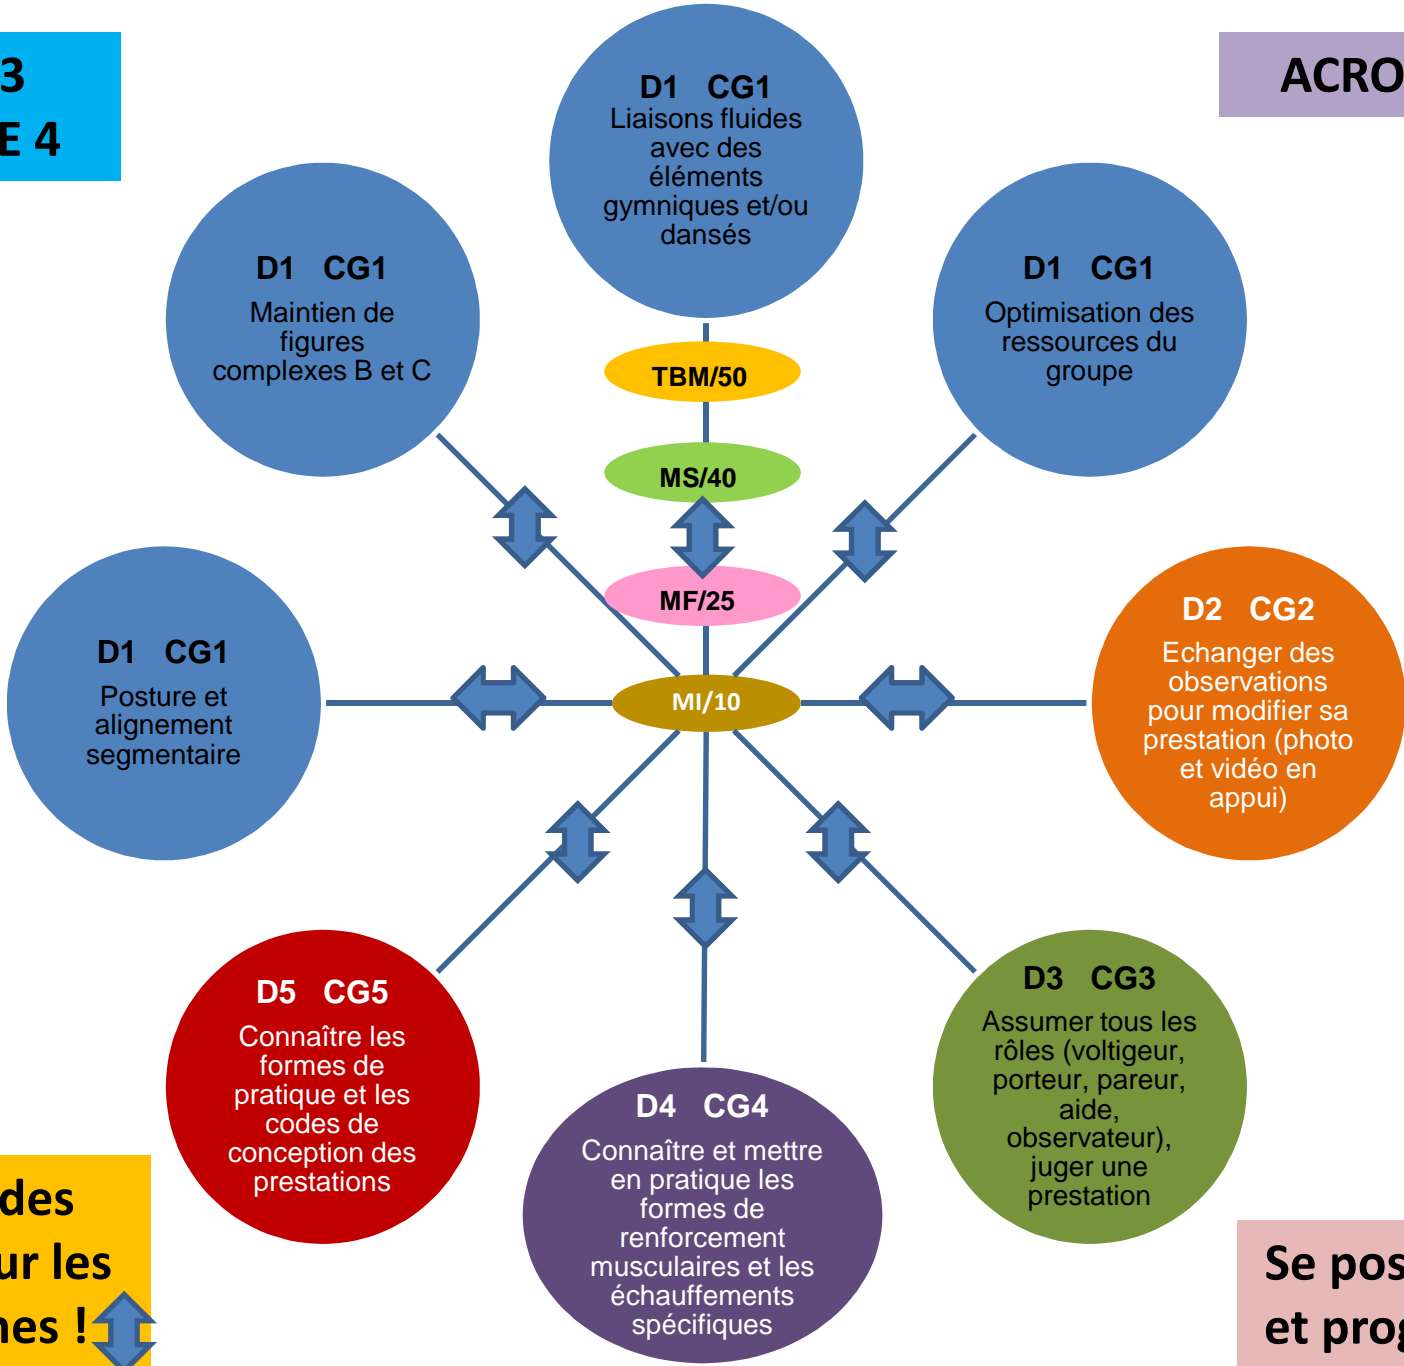 3
E 4
ACRO
D1 CG1
Liaisons fluides
avec des
éléments
gymniques et/ou
dansés
D1 CG1
Maintien de
figures
complexes B et C
D1 CG1
Optimisation des
ressources du
groupe
TBM/50
MS/40
MF/25
MI/10
D1 CG1
Posture et
alignement
segmentaire
D2 CG2
Echanger des
observations
pour modifier sa
prestation (photo
et vidéo en
appui)
D5 CG5
Connaître les
formes de
pratique et les
codes de
conception des
prestations
D4 CG4
Connaître et mettre
en pratique les
formes de
renforcement
musculaires et les
échauffements
spécifiques
D3 CG3
Assumer tous les
rôles (voltigeur,
porteur, pareur,
aide,
observateur),
juger une
prestation
des
ur les
nes !
Se pos
et prog